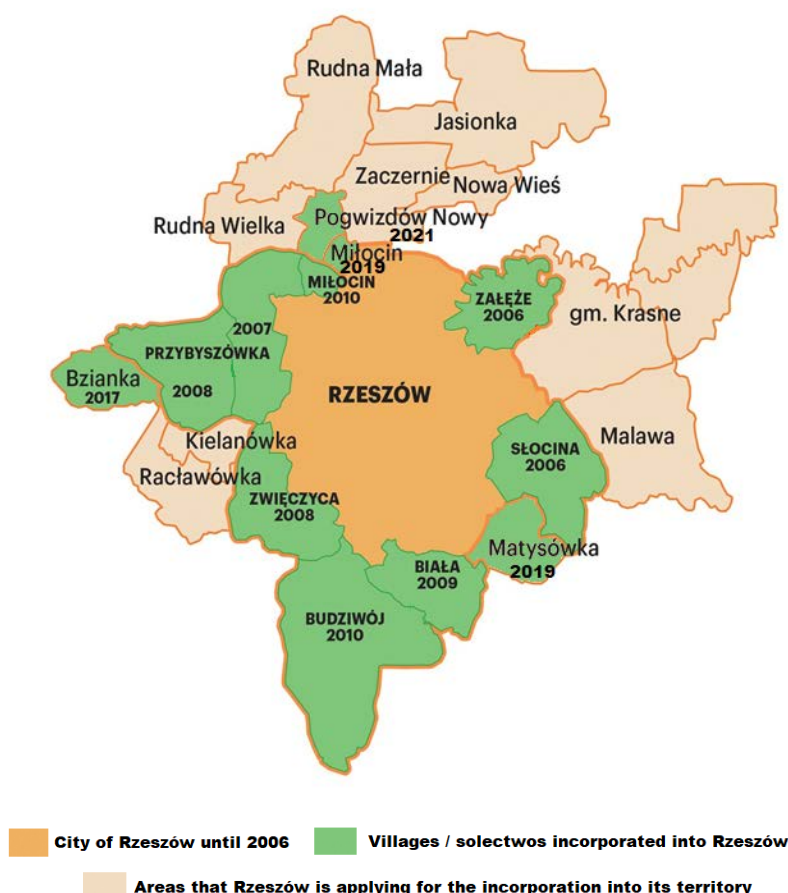 Rudna Mała
Jasionka
Zaczernie
Nowa Wieś
Rudna Wielka
Pogwizdów Nowy
2021
Miłocin
2019
MIŁOCIN
2010
ZAŁĘŻE
2006
gm. Krasne
2007
PRZYBYSZÓWKA
2008
Bzianka
2017
RZESZÓW
Kielanówka
Racławówka
SŁOCINA
2006
Malawa
ZWIĘCZYCA
2008
Matysówka
2019
BIAŁA
2009
BUDZIWÓJ
2010
City of Rzeszów until 2006
Villages / solectwos incorporated into Rzeszów
Areas that Rzeszów is applying for the incorporation into its territory